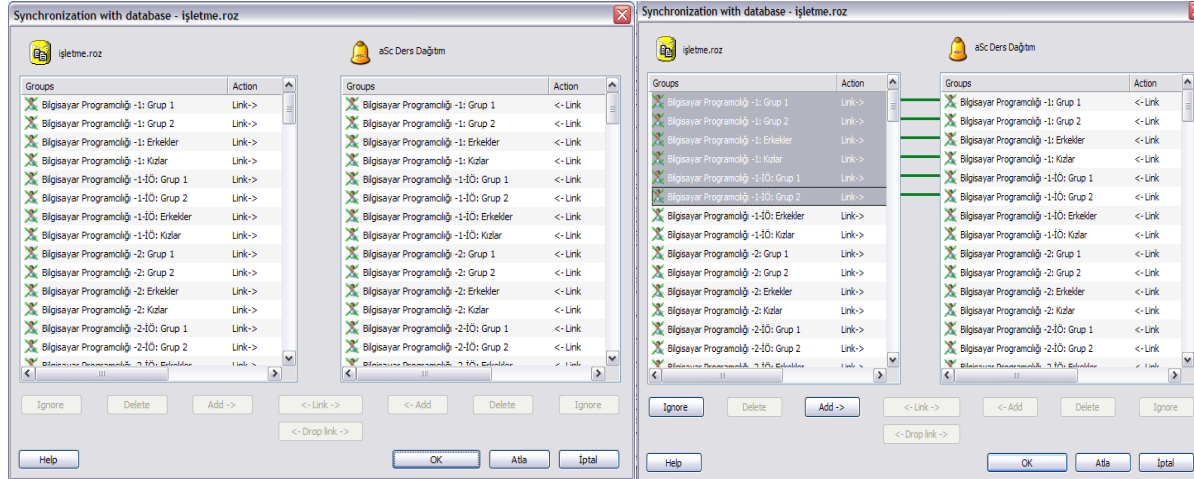 Synchronization with database - işletme.roz
işletme.roz
aSc Ders Dağıtım
Groups Action
Bilgisayar Programcılığı -1: Grup 1 Link->
Bilgisayar Programcılığı -1: Grup 2 Link->
Bilgisayar Programcılığı -1: Erkekler Link->
Bilgisayar Programcılığı -1: Kızlar Link->
Bilgisayar Programcılığı -1-İÖ: Grup 1 Link->
Bilgisayar Programcılığı -1-İÖ: Grup 2 Link->
Bilgisayar Programcılığı -1-İÖ: Erkekler Link->
Bilgisayar Programcılığı -1-İÖ: Kızlar Link->
Bilgisayar Programcılığı -2: Grup 1 Link->
Bilgisayar Programcılığı -2: Grup 2 Link->
Bilgisayar Programcılığı -2: Erkekler Link->
Bilgisayar Programcılığı -2: Kızlar Link->
Bilgisayar Programcılığı -2-İÖ: Grup 1 Link->
Bilgisayar Programcılığı -2-İÖ: Grup 2 Link->
Groups Action
Bilgisayar Programcılığı -1: Grup 1 <- Link
Bilgisayar Programcılığı -1: Grup 2 <- Link
Bilgisayar Programcılığı -1: Erkekler <- Link
Bilgisayar Programcılığı -1: Kızlar <- Link
Bilgisayar Programcılığı -1-İÖ: Grup 1 <- Link
Bilgisayar Programcılığı -1-İÖ: Grup 2 <- Link
Bilgisayar Programcılığı -1-İÖ: Erkekler <- Link
Bilgisayar Programcılığı -1-İÖ: Kızlar <- Link
Bilgisayar Programcılığı -2: Grup 1 <- Link
Bilgisayar Programcılığı -2: Grup 2 <- Link
Bilgisayar Programcılığı -2: Erkekler <- Link
Bilgisayar Programcılığı -2: Kızlar <- Link
Bilgisayar Programcılığı -2-İÖ: Grup 1 <- Link
Bilgisayar Programcılığı -2-İÖ: Grup 2 <- Link
Ignore Delete Add -> <- Link -> <- Add Delete Ignore
<- Drop link ->
Help OK Atla İptal
Synchronization with database - işletme.roz
işletme.roz
aSc Ders Dağıtım
Groups Action
Bilgisayar Programcılığı -1: Grup 1 Link->
Bilgisayar Programcılığı -1: Grup 2 Link->
Bilgisayar Programcılığı -1: Erkekler Link->
Bilgisayar Programcılığı -1: Kızlar Link->
Bilgisayar Programcılığı -1-İÖ: Grup 1 Link->
Bilgisayar Programcılığı -1-İÖ: Grup 2 Link->
Bilgisayar Programcılığı -1-İÖ: Erkekler Link->
Bilgisayar Programcılığı -1-İÖ: Kızlar Link->
Bilgisayar Programcılığı -2: Grup 1 Link->
Bilgisayar Programcılığı -2: Grup 2 Link->
Bilgisayar Programcılığı -2: Erkekler Link->
Bilgisayar Programcılığı -2: Kızlar Link->
Bilgisayar Programcılığı -2-İÖ: Grup 1 Link->
Bilgisayar Programcılığı -2-İÖ: Grup 2 Link->
Groups Action
Bilgisayar Programcılığı -1: Grup 1 <- Link
Bilgisayar Programcılığı -1: Grup 2 <- Link
Bilgisayar Programcılığı -1: Erkekler <- Link
Bilgisayar Programcılığı -1: Kızlar <- Link
Bilgisayar Programcılığı -1-İÖ: Grup 1 <- Link
Bilgisayar Programcılığı -1-İÖ: Grup 2 <- Link
Bilgisayar Programcılığı -1-İÖ: Erkekler <- Link
Bilgisayar Programcılığı -1-İÖ: Kızlar <- Link
Bilgisayar Programcılığı -2: Grup 1 <- Link
Bilgisayar Programcılığı -2: Grup 2 <- Link
Bilgisayar Programcılığı -2: Erkekler <- Link
Bilgisayar Programcılığı -2: Kızlar <- Link
Bilgisayar Programcılığı -2-İÖ: Grup 1 <- Link
Bilgisayar Programcılığı -2-İÖ: Grup 2 <- Link
Ignore Delete Add -> <- Link -> <- Add Delete Ignore
<- Drop link ->
Help OK Atla İptal